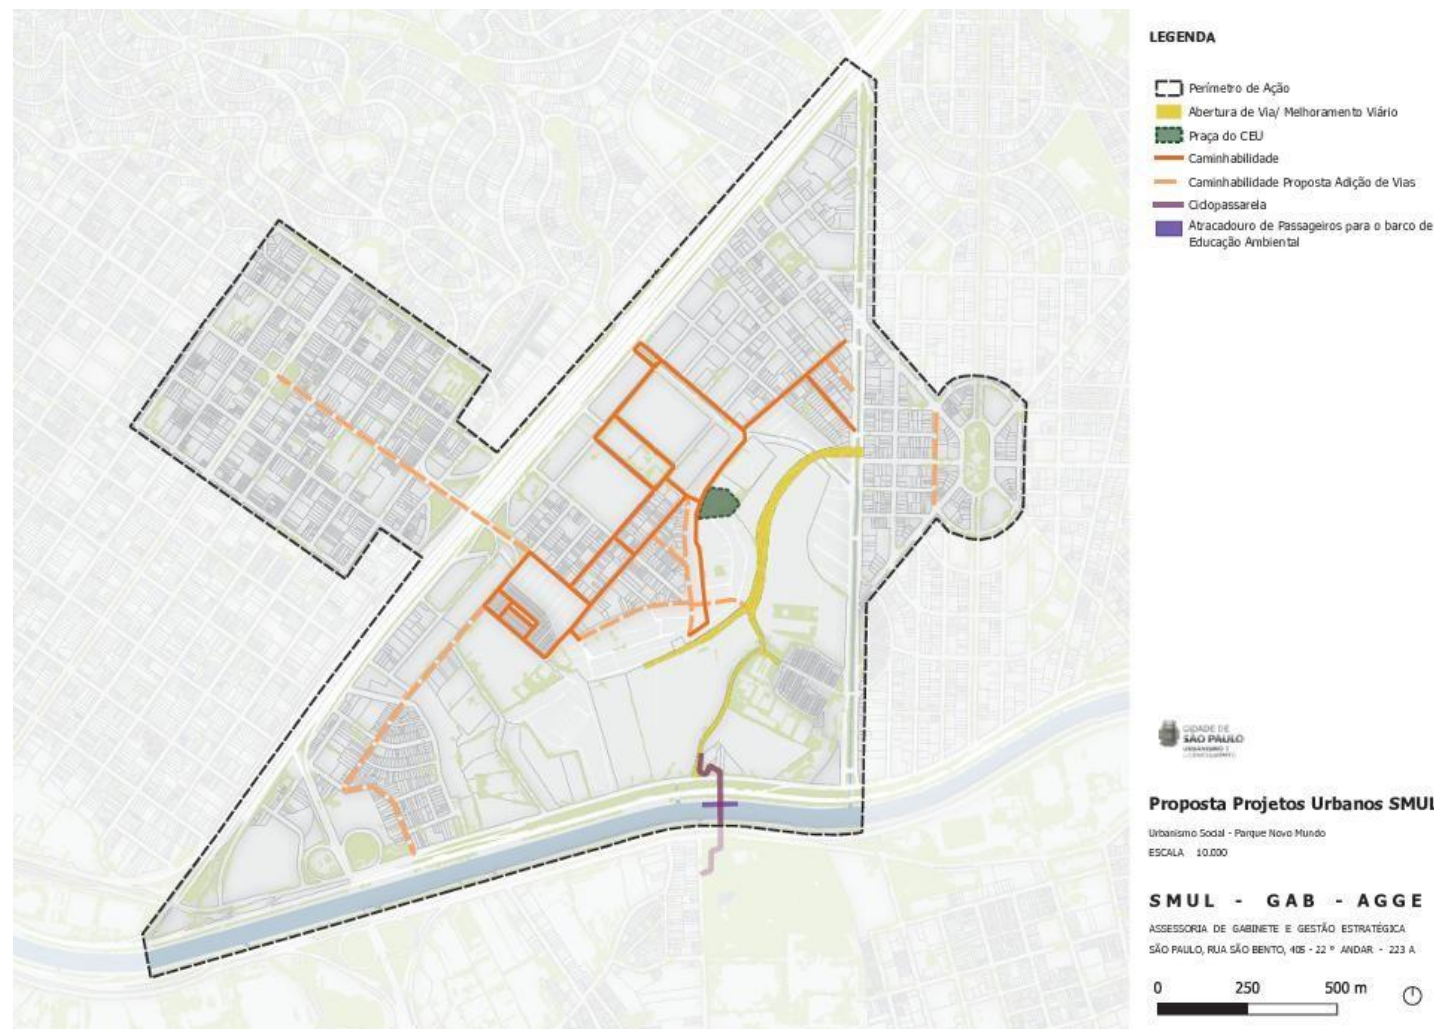 LEGENDA
Perímetro de Ação
Abertura de Via/ Melhoramento Viário
Praça do CEU
Caminhabilidade
Caminhabilidade Proposta Adição de Vias
Ciclopassarela
Atracadouro de Passageiros para o barco de
Educação Ambiental
CIDADE DE
SÃO PAULO
URBANISMO E
LICENCIAMENTO
Proposta Projetos Urbanos SMUL
Urbanismo Social - Parque Novo Mundo
ESCALA 10.000
SMUL - GAB - AGGE
ASSESSORIA DE GABINETE E GESTÃO ESTRATÉGICA
SÃO PAULO, RUA SÃO BENTO, 405 - 22 º ANDAR - 223 A
0 250 500 m